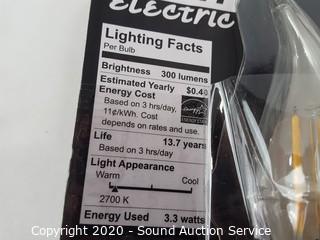 Electric
Lighting Facts
Per Bulb
Brightness 300 lumens
Estimated Yearly
Energy Cost $0.40
Based on 3 hrs/day,
11¢/kWh. Cost
depends on rates and use.
ENERGY STAR
Life 13.7 years
Based on 3 hrs/day
Light Appearance
Warm Cool
2700 K
Energy Used 3.3 watts
Copyright 2020 - Sound Auction Service